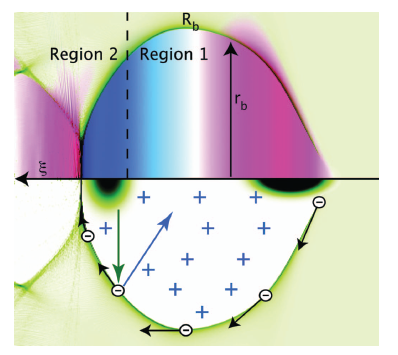 R_b
Region 2 Region 1
r_b
ξ
+ + +
+ + +
+ + +
+ +
+
− − − − −